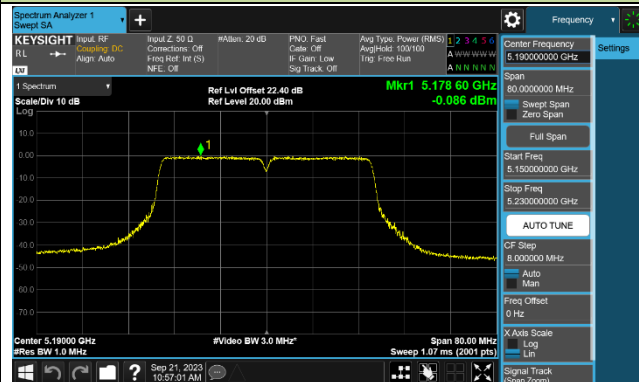 Spectrum Analyzer 1
Swept SA
Frequency
KEYSIGHT
RL
Input: RF
Coupling: DC
Align: Auto
Input Z: 50 Ω
Corrections: Off
Freq Ref: Int (S)
NFE: Off
#Atten: 20 dB
PNO: Fast
Gate: Off
IF Gain: Low
Sig Track: Off
Avg Type: Power (RMS)
Avg|Hold: 100/100
Trig: Free Run
1 2 3 4 5 6
A W W W W W
A N N N N N
1 Spectrum
Scale/Div 10 dB
Log
Ref Lvl Offset 22.40 dB
Ref Level 20.00 dBm
Mkr1 5.178 60 GHz
-0.086 dBm
10.0
0.00
-10.0
-20.0
-30.0
-40.0
-50.0
-60.0
-70.0
1
Center 5.19000 GHz
#Res BW 1.0 MHz
#Video BW 3.0 MHz*
Span 80.00 MHz
Sweep 1.07 ms (2001 pts)
Sep 21, 2023
10:57:01 AM
Center Frequency
5.190000000 GHz
Settings
Span
80.0000000 MHz
Swept Span
Zero Span
Full Span
Start Freq
5.150000000 GHz
Stop Freq
5.230000000 GHz
AUTO TUNE
CF Step
8.000000 MHz
Auto
Man
Freq Offset
0 Hz
X Axis Scale
Log
Lin
Signal Track
(Span Zoom)